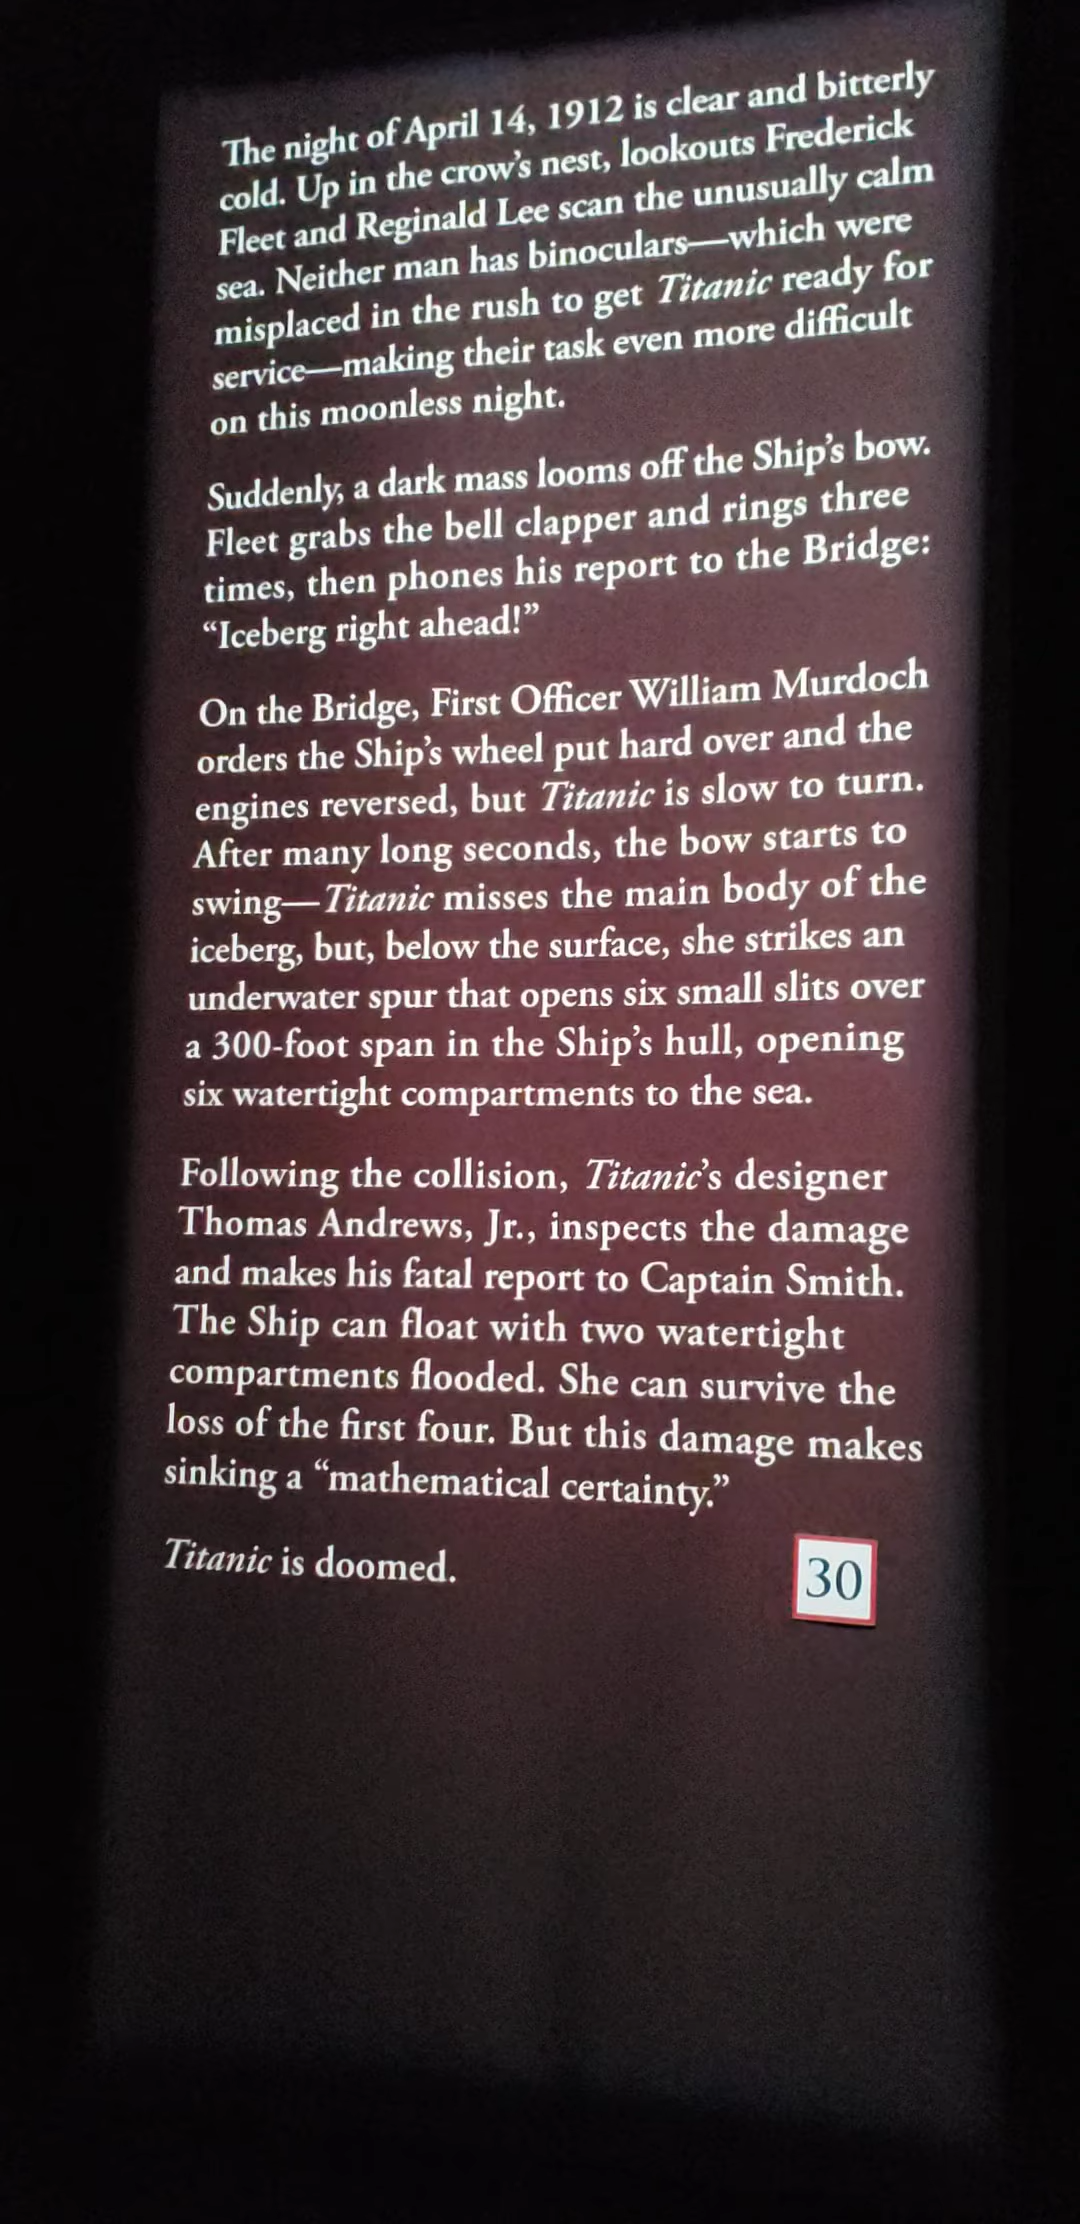 The night of April 14, 1912 is clear and bitterly
cold. Up in the crow’s nest, lookouts Frederick
Fleet and Reginald Lee scan the unusually calm
sea. Neither man has binoculars—which were
misplaced in the rush to get Titanic ready for
service—making their task even more difficult
on this moonless night.
Suddenly, a dark mass looms off the Ship’s bow.
Fleet grabs the bell clapper and rings three
times, then phones his report to the Bridge:
“Iceberg right ahead!”
On the Bridge, First Officer William Murdoch
orders the Ship’s wheel put hard over and the
engines reversed, but Titanic is slow to turn.
After many long seconds, the bow starts to
swing—Titanic misses the main body of the
iceberg, but, below the surface, she strikes an
underwater spur that opens six small slits over
a 300-foot span in the Ship’s hull, opening
six watertight compartments to the sea.
Following the collision, Titanic’s designer
Thomas Andrews, Jr., inspects the damage
and makes his fatal report to Captain Smith.
The Ship can float with two watertight
compartments flooded. She can survive the
loss of the first four. But this damage makes
sinking a “mathematical certainty.”
Titanic is doomed.
30